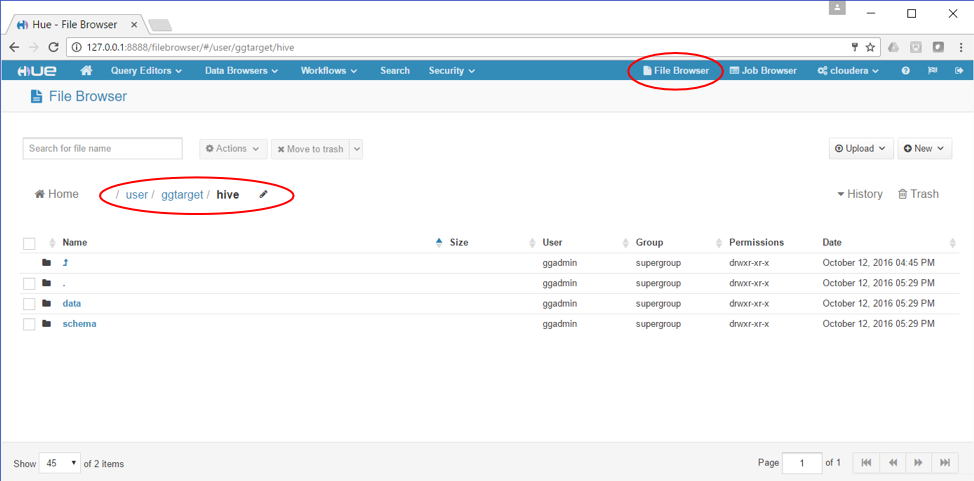 Hue - File Browser
127.0.0.1:8888/filebrowser/#/user/ggtarget/hive
HUE Query Editors Data Browsers Workflows Search Security File Browser Job Browser cloudera
File Browser
Search for file name Actions Move to trash Upload New
Home / user / ggtarget / hive History Trash
Name Size User Group Permissions Date
ggadmin supergroup drwxr-xr-x October 12, 2016 04:45 PM
. ggadmin supergroup drwxr-xr-x October 12, 2016 05:29 PM
data ggadmin supergroup drwxr-xr-x October 12, 2016 05:29 PM
schema ggadmin supergroup drwxr-xr-x October 12, 2016 05:29 PM
Show 45 of 2 items Page 1 of 1